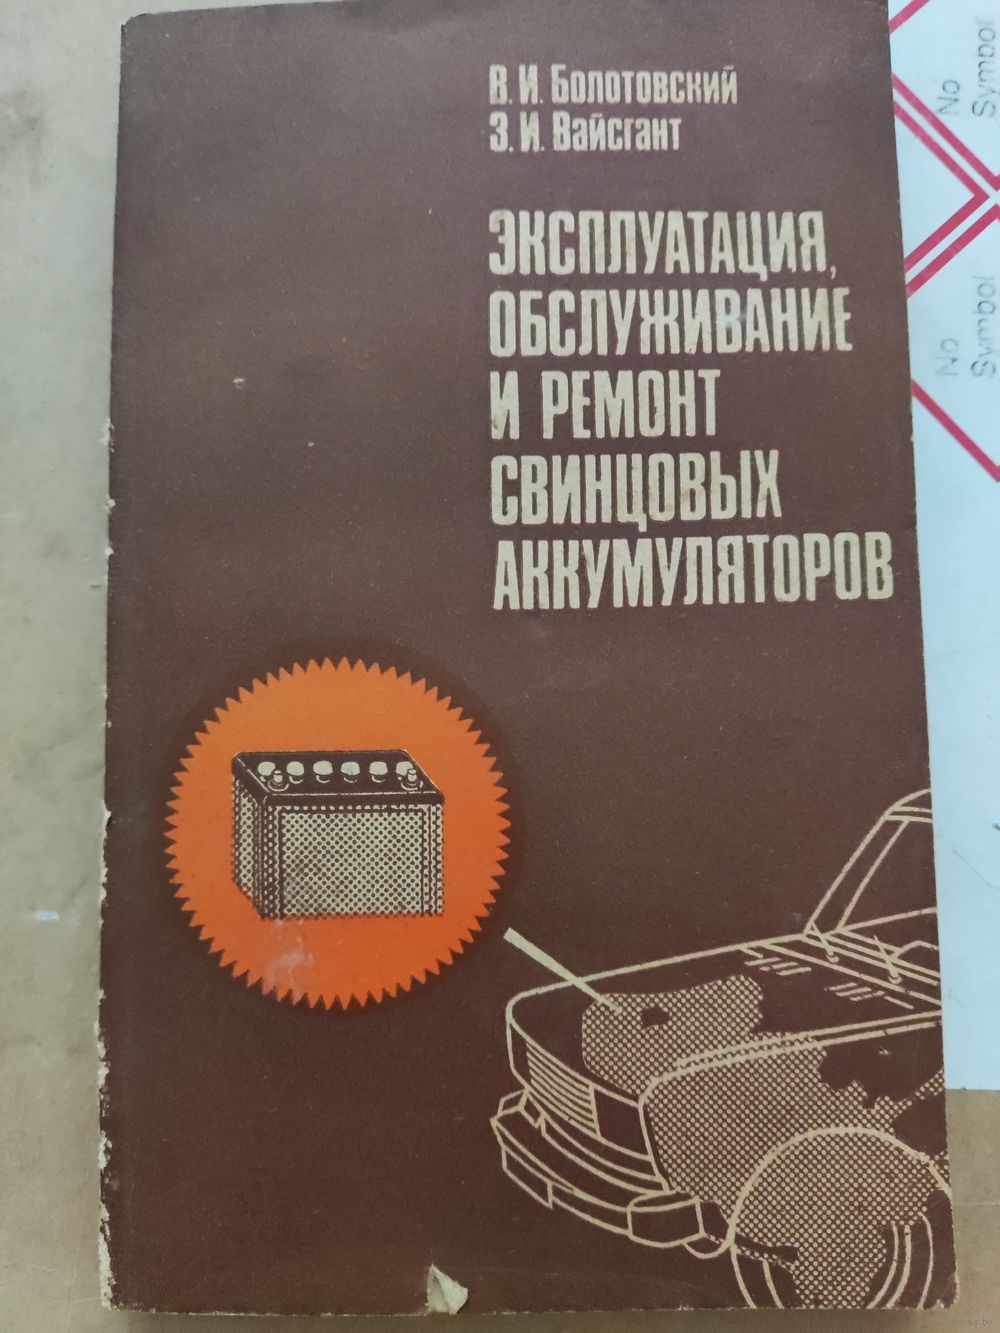 В. И. Болотовский
З. И. Вайсгант
ЭКСПЛУАТАЦИЯ,
ОБСЛУЖИВАНИЕ
И РЕМОНТ
СВИНЦОВЫХ
АККУМУЛЯТОРОВ
No
Symbol
No
Symbol